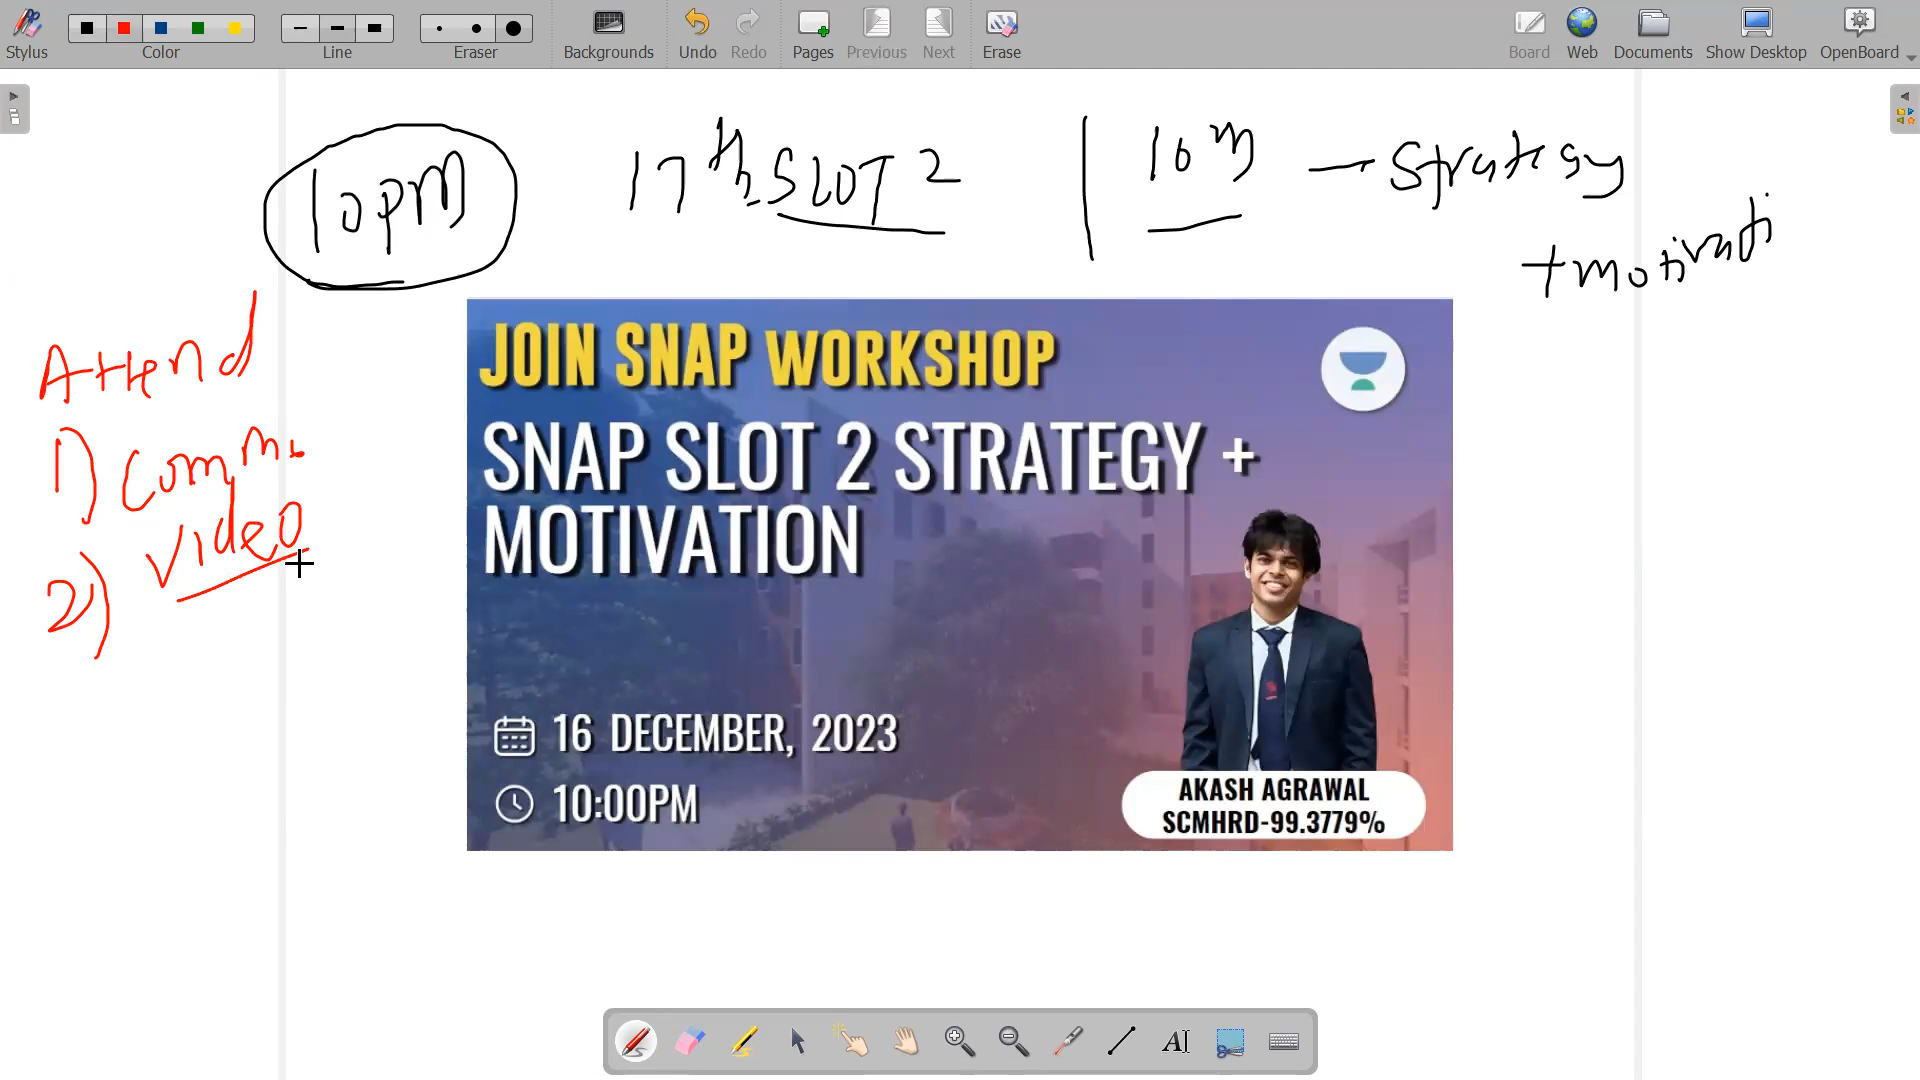 Stylus Color Line Eraser Backgrounds Undo Redo Pages Previous Next Erase Board Web Documents Show Desktop OpenBoard
10pm 17th SLOT 2 10 m — Strategy
+ motivati
Attend
1) Comm.
video
2)
JOIN SNAP WORKSHOP
SNAP SLOT 2 STRATEGY +
MOTIVATION
16 DECEMBER, 2023
10:00PM
AKASH AGRAWAL
SCMHRD-99.3779%
AI